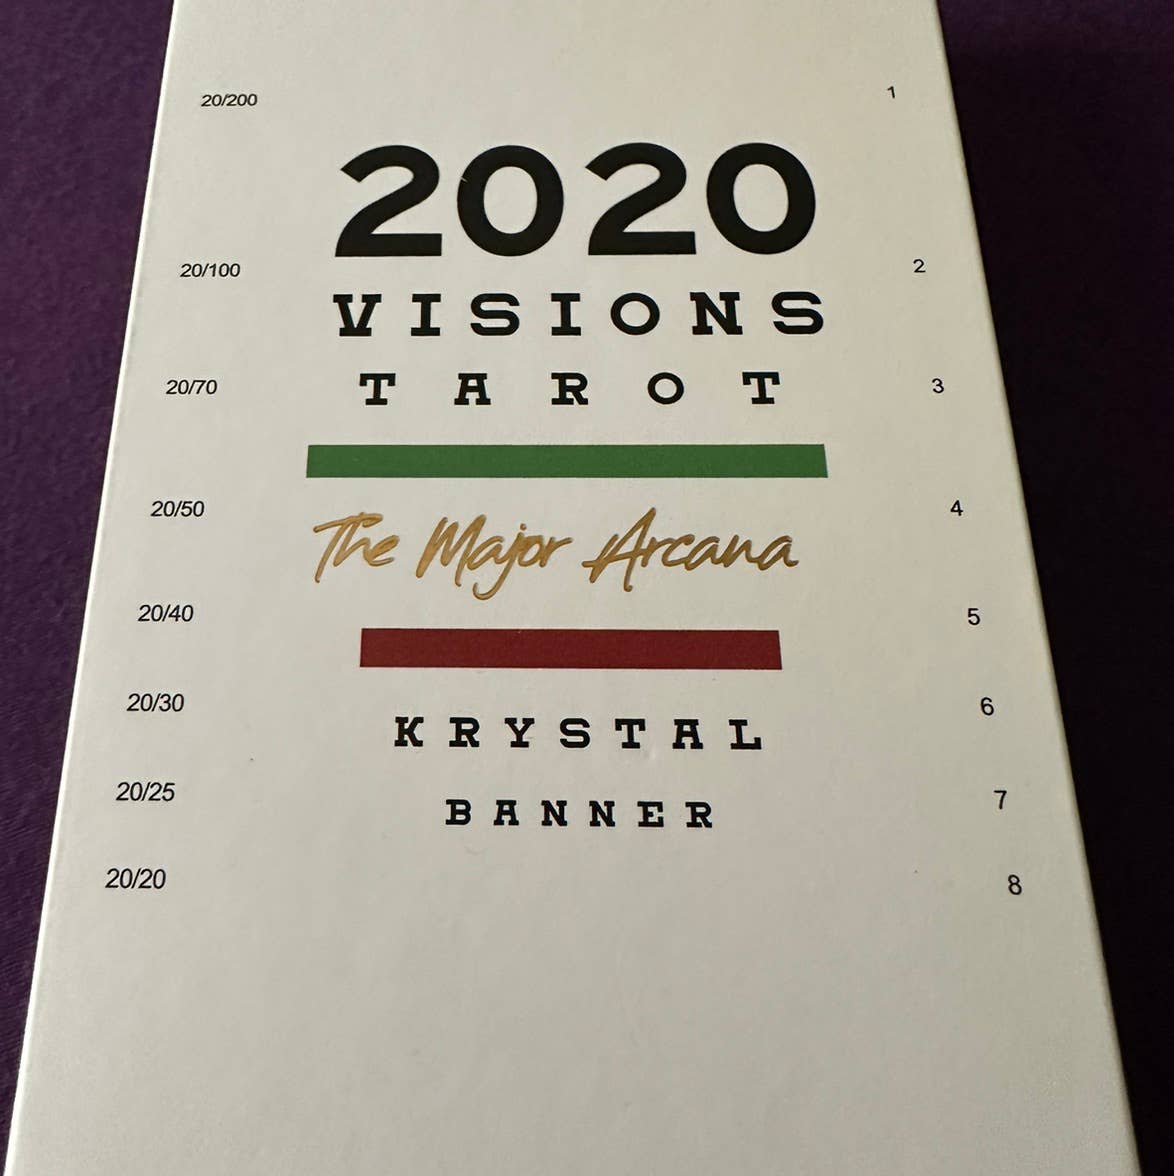 20/200 1
2020
20/100 2
VISIONS
20/70 TAROT 3
20/50 4
The Major Arcana
20/40 5
20/30 6
KRYSTAL
20/25 7
BANNER
20/20 8